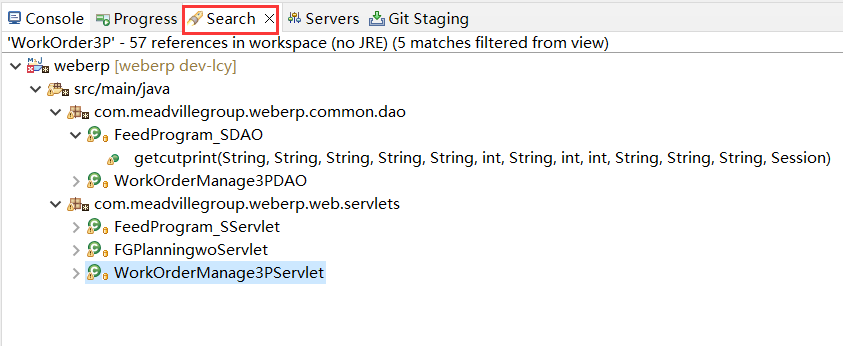 Console Progress Search Servers Git Staging
'WorkOrder3P' - 57 references in workspace (no JRE) (5 matches filtered from view)
weberp [weberp dev-lcy]
src/main/java
com.meadvillegroup.weberp.common.dao
FeedProgram_SDAO
getcutprint(String, String, String, String, String, int, String, int, int, String, String, String, Session)
WorkOrderManage3PDAO
com.meadvillegroup.weberp.web.servlets
FeedProgram_SServlet
FGPlanningwoServlet
WorkOrderManage3PServlet